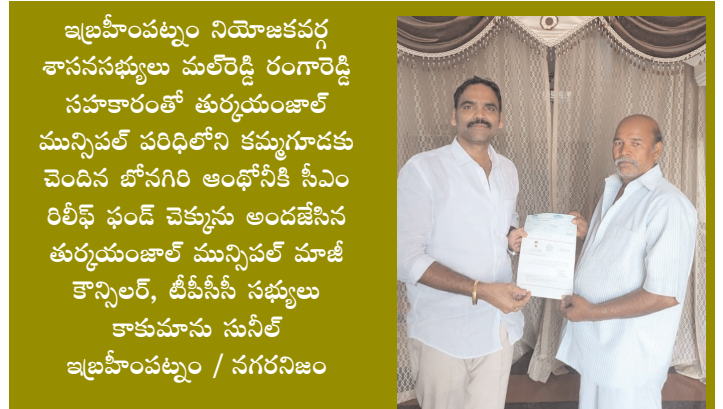 ఇబ్రహీంపట్నం నియోజకవర్గ
శాసనసభ్యులు మల్‌రెడ్డి రంగారెడ్డి
సహకారంతో తుర్కయంజాల్
మున్సిపల్ పరిధిలోని కమ్మగూడకు
చెందిన బోనగిరి ఆంథోనీకి సీఎం
రిలీఫ్ ఫండ్ చెక్కును అందజేసిన
తుర్కయంజాల్ మున్సిపల్ మాజీ
కౌన్సిలర్, టీపీసీసీ సభ్యులు
కాకుమాను సునీల్
ఇబ్రహీంపట్నం / నగరనిజం